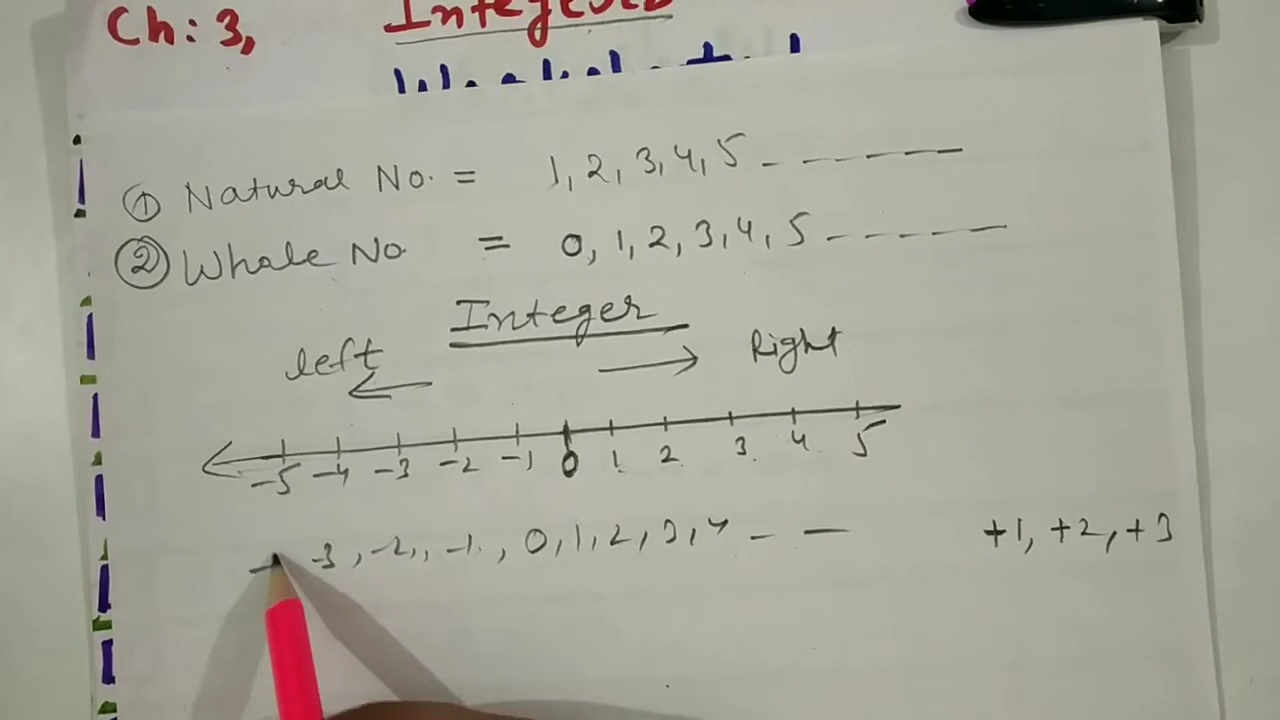 Ch: 3, Integers
① Natural No. = 1, 2, 3, 4, 5 - - - - - -
② Whole No = 0, 1, 2, 3, 4, 5 - - - - - -
Integer
left Right
-5 -4 -3 -2 -1 0 1 2 3 4 5
-3, -2, -1, 0, 1, 2, 3, 4 - - +1, +2, +3